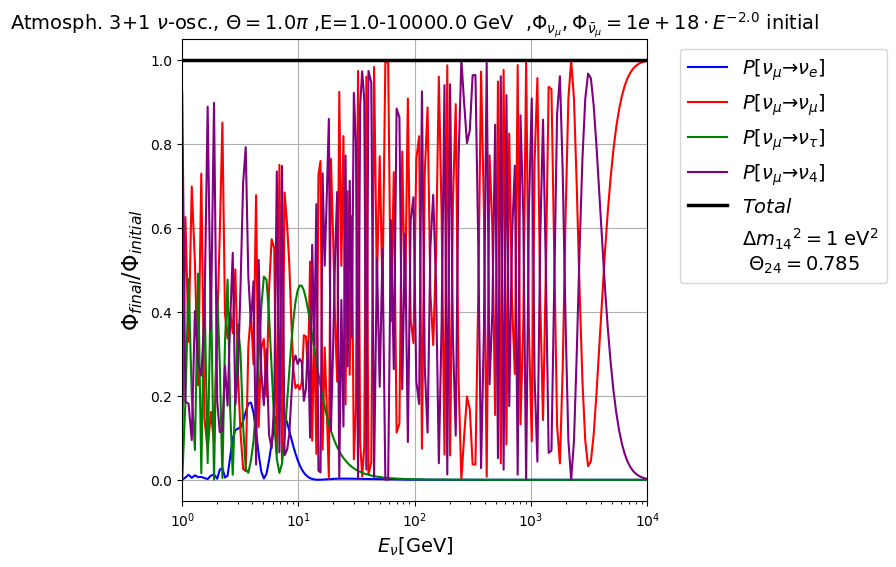 Atmosph. 3+1 ν-osc., Θ = 1.0π ,E=1.0-10000.0 GeV ,Φ_{ν_μ}, Φ_{ν̄_μ} = 1e + 18 · E^{−2.0} initial
Φ_{final}/Φ_{initial}
1.0
0.8
0.6
0.4
0.2
0.0
10^0 10^1 10^2 10^3 10^4
E_ν[GeV]
P[ν_μ→ν_e]
P[ν_μ→ν_μ]
P[ν_μ→ν_τ]
P[ν_μ→ν_4]
Total
Δm_{14}^2 = 1 eV^2
Θ_{24} = 0.785